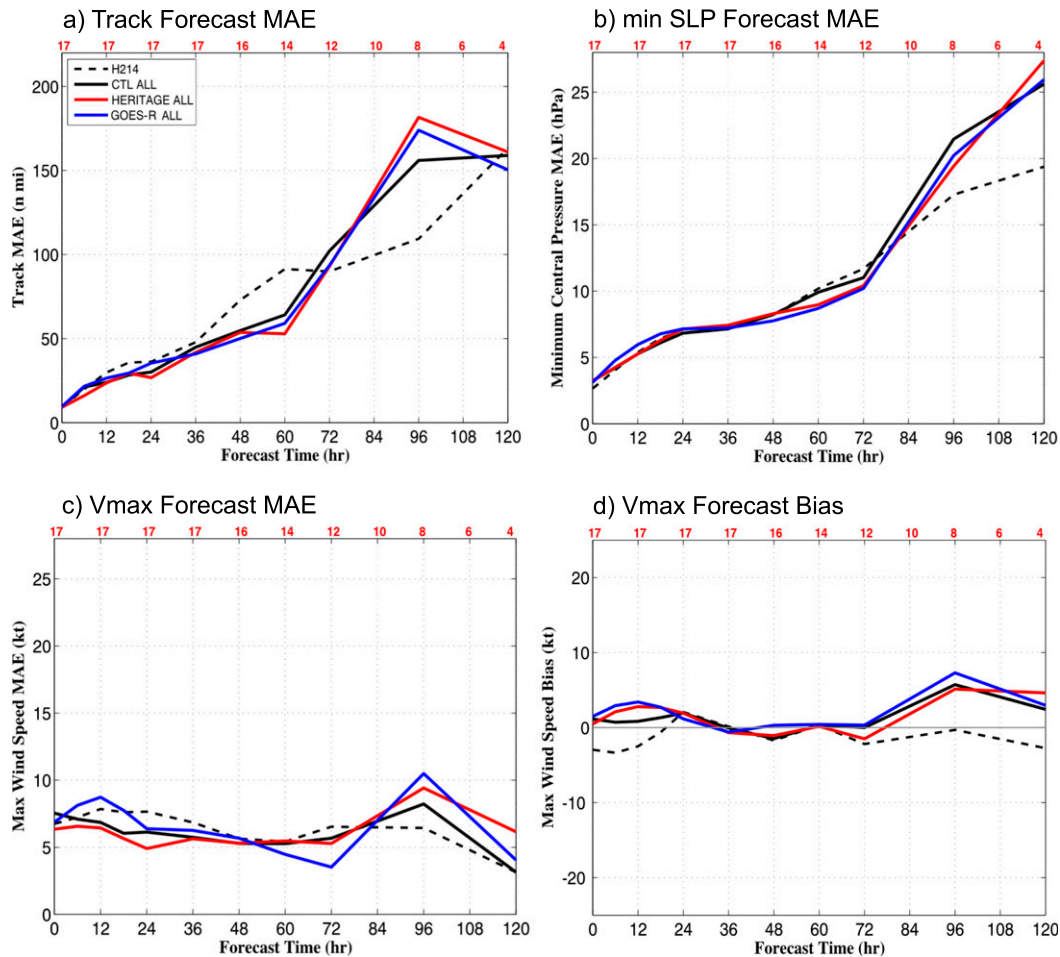 a) Track Forecast MAE
17 17 17 17 16 14 12 10 8 6 4
200
150
100
50
0
Track MAE (n mi)
H214
CTL ALL
HERITAGE ALL
GOES-R ALL
0 12 24 36 48 60 72 84 96 108 120
Forecast Time (hr)
b) min SLP Forecast MAE
17 17 17 17 16 14 12 10 8 6 4
25
20
15
10
5
0
Minimum Central Pressure MAE (hPa)
0 12 24 36 48 60 72 84 96 108 120
Forecast Time (hr)
c) Vmax Forecast MAE
17 17 17 17 16 14 12 10 8 6 4
25
20
15
10
5
0
Max Wind Speed MAE (kt)
0 12 24 36 48 60 72 84 96 108 120
Forecast Time (hr)
d) Vmax Forecast Bias
17 17 17 17 16 14 12 10 8 6 4
20
10
0
-10
-20
Max Wind Speed Bias (kt)
0 12 24 36 48 60 72 84 96 108 120
Forecast Time (hr)